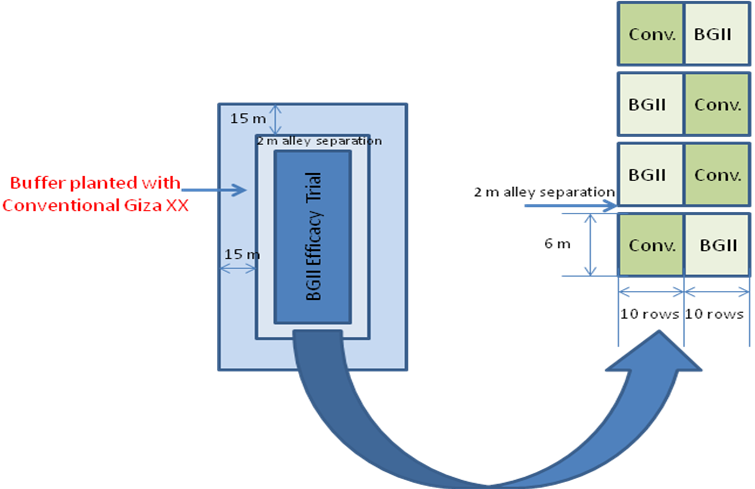 15 m
2 m alley separation
Buffer planted with
Conventional Giza XX
15 m
BGII Efficacy Trial
Conv. BGII
BGII Conv.
BGII Conv.
2 m alley separation
Conv. BGII
6 m
10 rows 10 rows